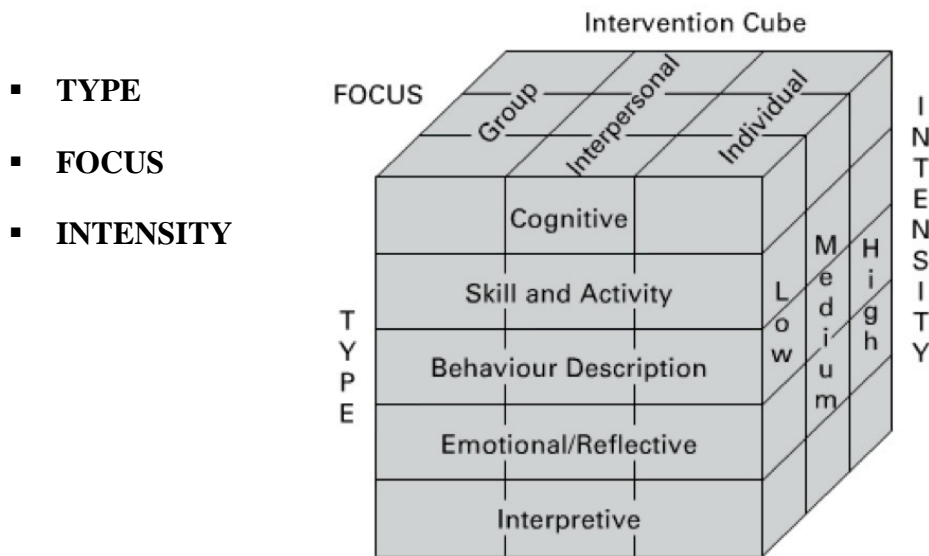 ▪ TYPE
▪ FOCUS
▪ INTENSITY
Intervention Cube
FOCUS
Group
Interpersonal
Individual
INTENSITY
Low
Medium
High
TYPE
Cognitive
Skill and Activity
Behaviour Description
Emotional/Reflective
Interpretive